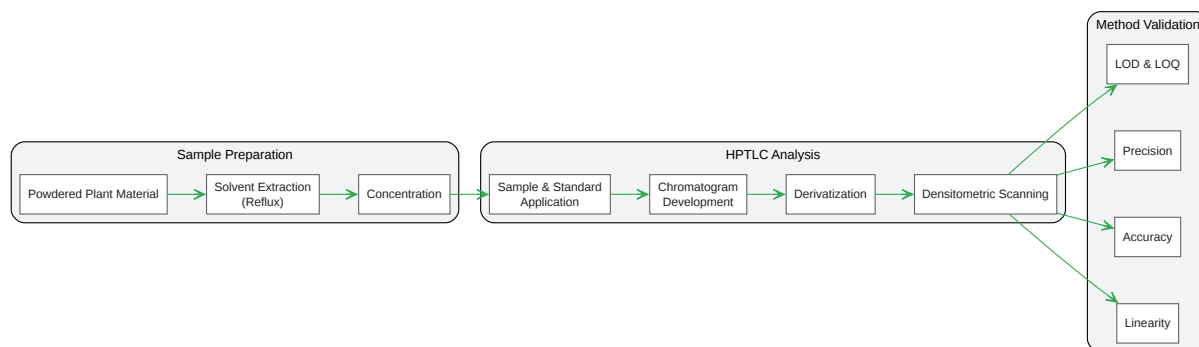 Sample Preparation
Powdered Plant Material
Solvent Extraction
(Reflux)
Concentration
HPTLC Analysis
Sample & Standard
Application
Chromatogram
Development
Derivatization
Densitometric Scanning
Method Validation
LOD & LOQ
Precision
Accuracy
Linearity